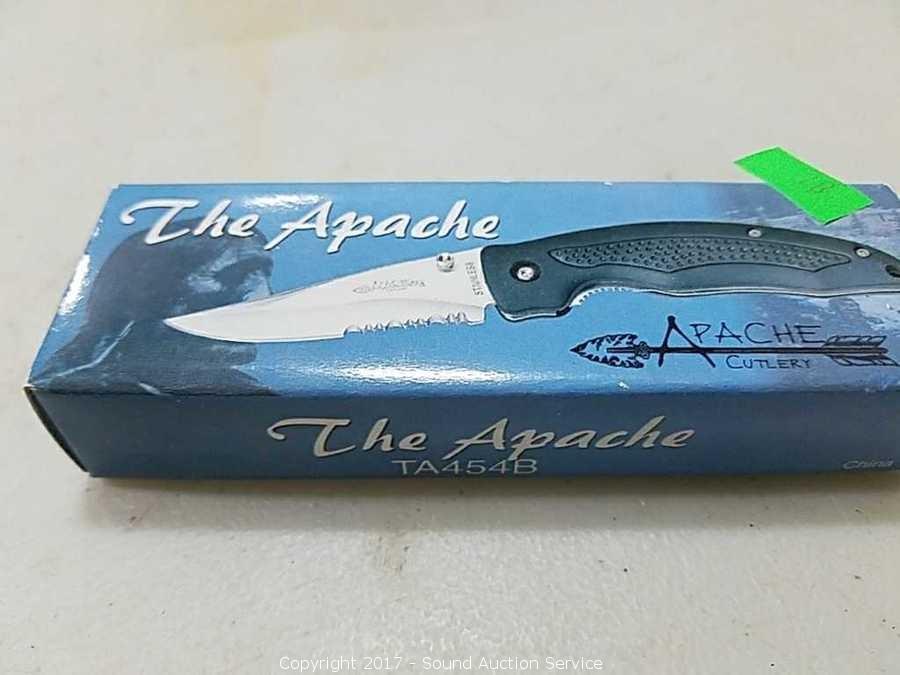 The Apache
STAINLESS
APACHE
CUTLERY
The Apache
TA454B
China
Copyright 2017 - Sound Auction Service